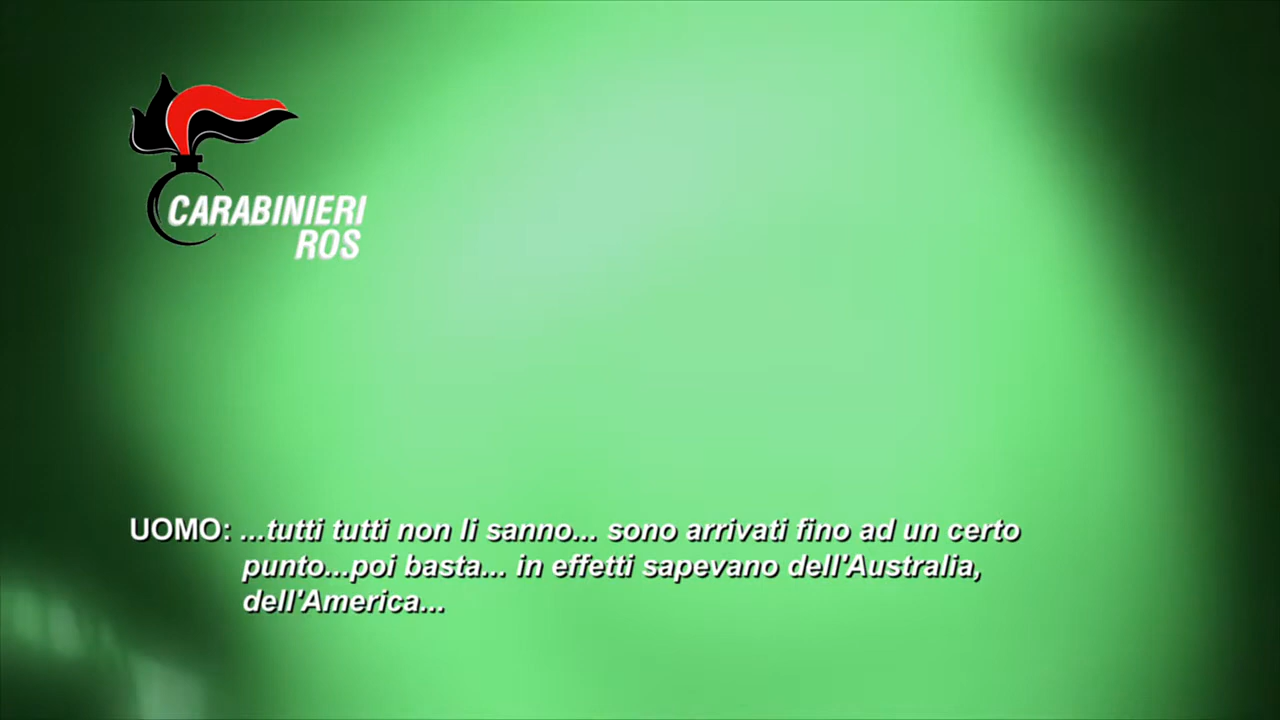 CARABINIERI
ROS
UOMO: ...tutti tutti non li sanno... sono arrivati fino ad un certo
punto...poi basta... in effetti sapevano dell'Australia,
dell'America...